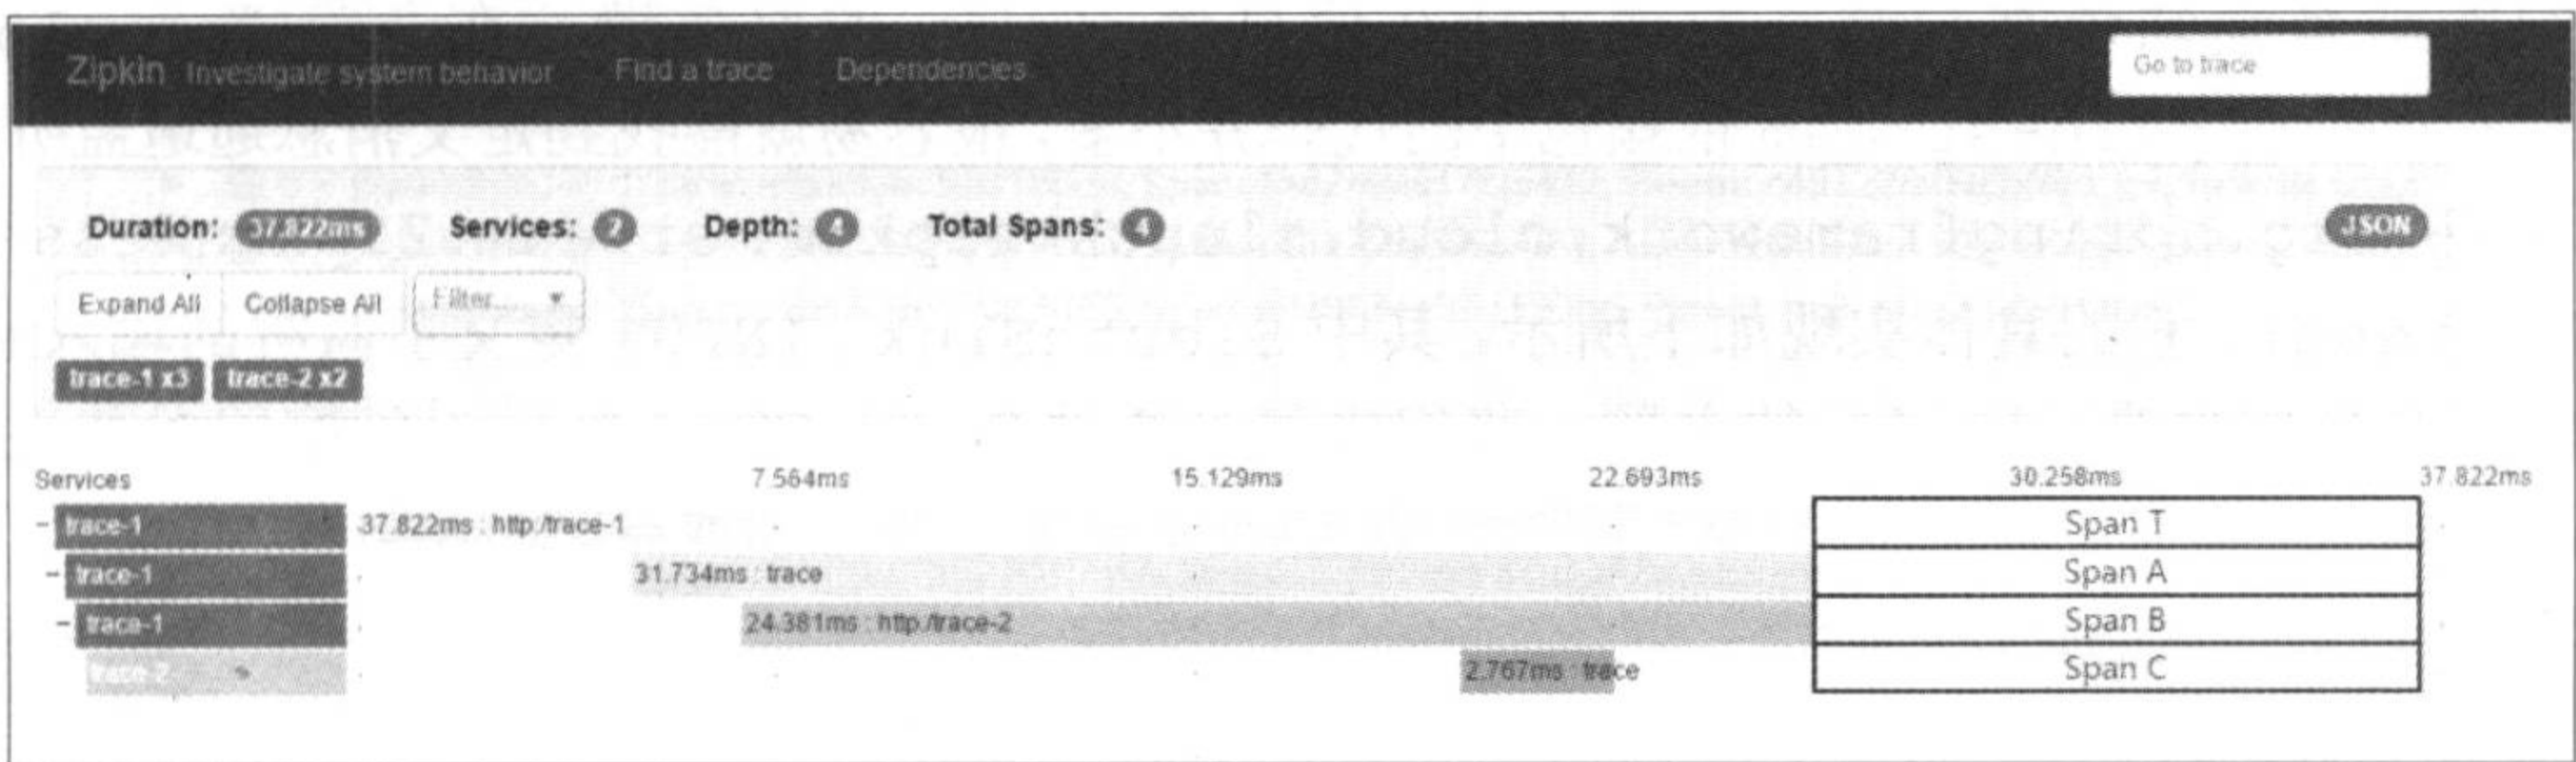 Zipkin Investigate system behavior Find a trace Dependencies Go to trace
Duration: 37.822ms Services: 2 Depth: 4 Total Spans: 4 JSON
Expand All Collapse All Filter...
trace-1 x3 trace-2 x2
Services 7.564ms 15.129ms 22.693ms 30.258ms 37.822ms
trace-1 37.822ms : http:/trace-1 Span T
trace-1 31.734ms : trace Span A
trace-1 24.381ms : http:/trace-2 Span B
trace-2 2.767ms : trace Span C